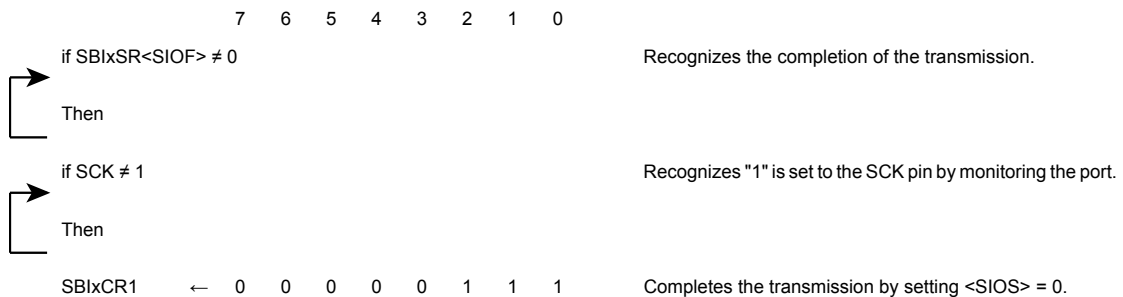 7 6 5 4 3 2 1 0
if SBIxSR<SIOF> ≠ 0 Recognizes the completion of the transmission.
Then
if SCK ≠ 1 Recognizes "1" is set to the SCK pin by monitoring the port.
Then
SBIxCR1 ← 0 0 0 0 0 1 1 1 Completes the transmission by setting <SIOS> = 0.